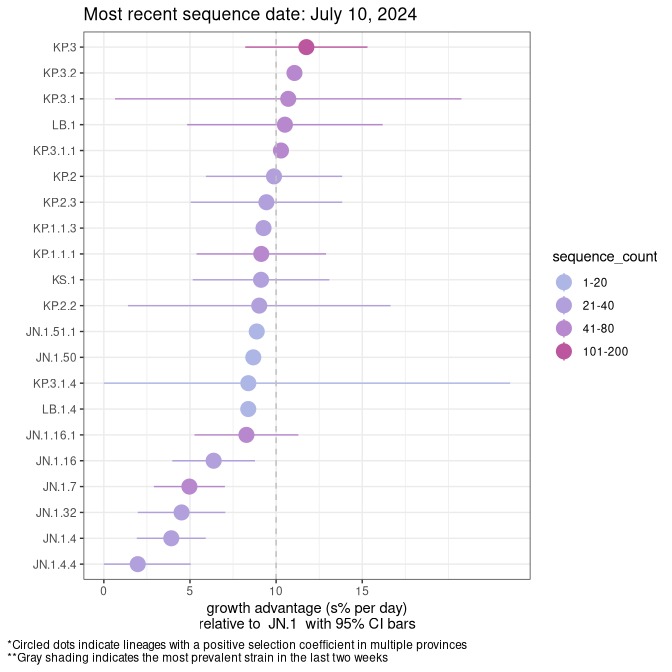 Most recent sequence date: July 10, 2024
KP.3
KP.3.2
KP.3.1
LB.1
KP.3.1.1
KP.2
KP.2.3
KP.1.1.3
KP.1.1.1
KS.1
KP.2.2
JN.1.51.1
JN.1.50
KP.3.1.4
LB.1.4
JN.1.16.1
JN.1.16
JN.1.7
JN.1.32
JN.1.4
JN.1.4.4
0 5 10 15
growth advantage (s% per day)
relative to JN.1 with 95% CI bars
sequence_count
1-20
21-40
41-80
101-200
*Circled dots indicate lineages with a positive selection coefficient in multiple provinces
**Gray shading indicates the most prevalent strain in the last two weeks